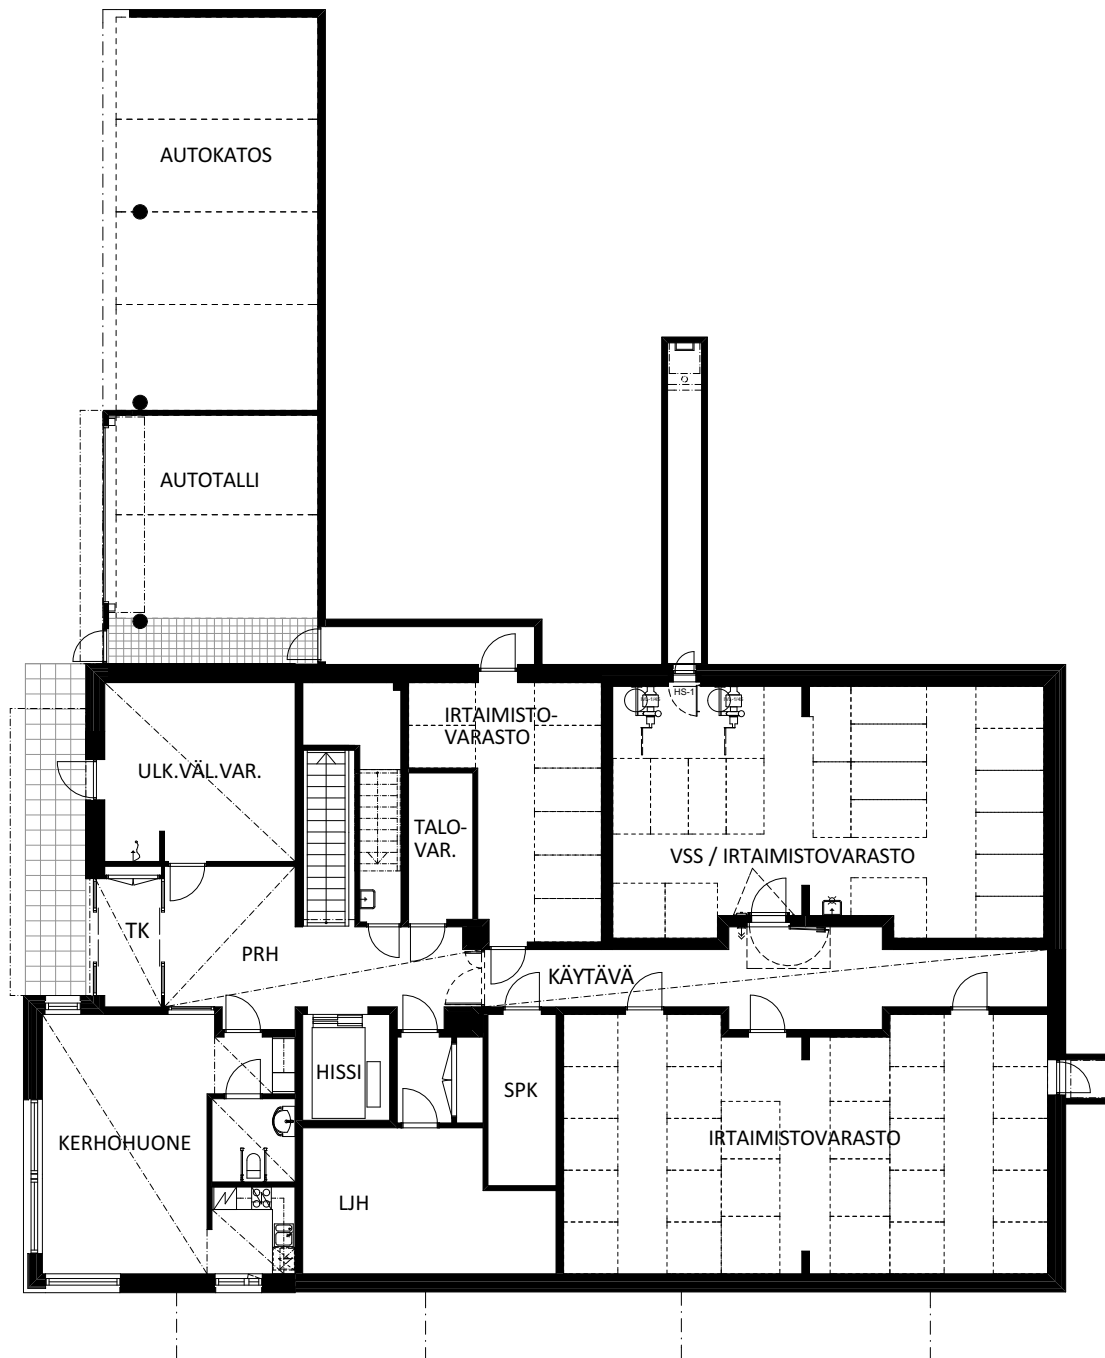 AUTOKATOS
AUTOTALLI
HS-1
IRTAIMISTO-
VARASTO
ULK.VÄL.VAR.
TALO-
VAR.
VSS / IRTAIMISTOVARASTO
TK
PRH
KÄYTÄVÄ
HISSI
SPK
KERHOHUONE
IRTAIMISTOVARASTO
LJH